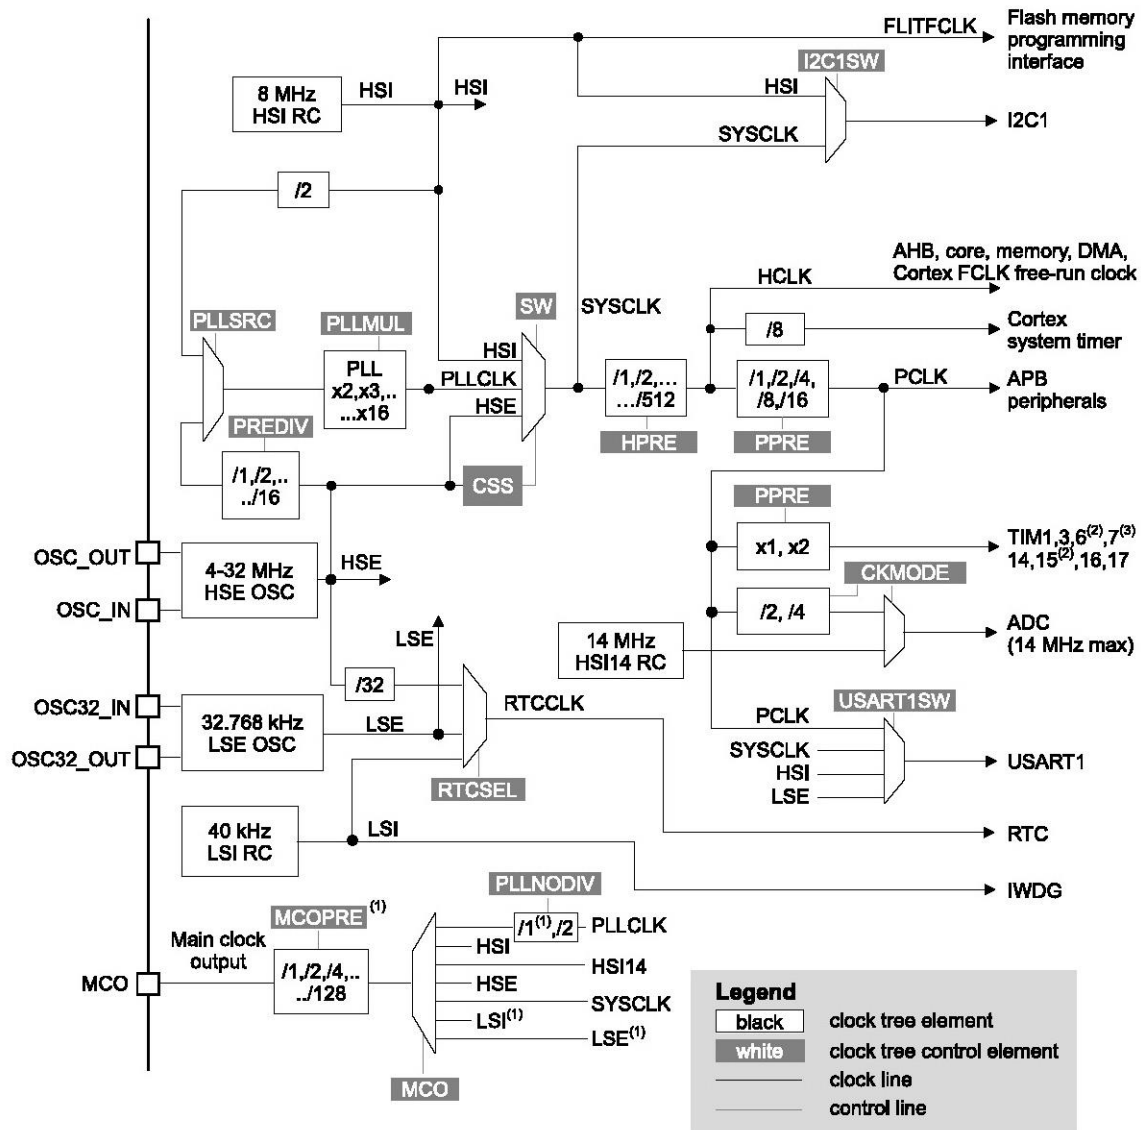 FLITFCLK
Flash memory
programming
interface
I2C1SW
8 MHz
HSI RC
HSI
HSI
HSI
I2C1
SYSCLK
/2
AHB, core, memory, DMA,
Cortex FCLK free-run clock
HCLK
SYSCLK
SW
PLLSRC
PLLMUL
/8
Cortex
system timer
PLL
x2,x3,..
...x16
HSI
PLLCLK
HSE
/1,/2,...
.../512
/1,/2,/4,
/8,/16
PCLK
APB
peripherals
PREDIV
HPRE
PPRE
/1,/2,..
../16
CSS
PPRE
x1, x2
TIM1,3,6(2),7(3)
14,15(2),16,17
OSC_OUT
OSC_IN
4-32 MHz
HSE OSC
HSE
CKMODE
/2, /4
ADC
(14 MHz max)
14 MHz
HSI14 RC
LSE
/32
OSC32_IN
OSC32_OUT
32.768 kHz
LSE OSC
LSE
RTCCLK
RTCSEL
USART1SW
PCLK
SYSCLK
HSI
LSE
USART1
40 kHz
LSI RC
LSI
RTC
IWDG
PLLNODIV
MCOPRE(1)
/1(1),/2
PLLCLK
Main clock
output
MCO
/1,/2,/4,..
../128
HSI
HSI14
HSE
SYSCLK
LSI(1)
LSE(1)
MCO
Legend
black
clock tree element
white
clock tree control element
clock line
control line